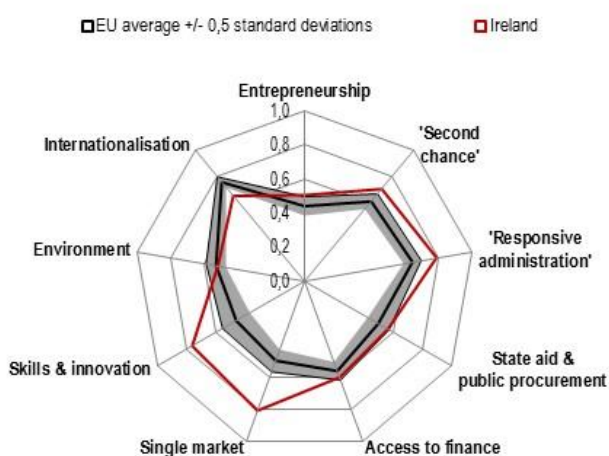 EU average +/- 0,5 standard deviations
Ireland
Entrepreneurship
1,0
Internationalisation
'Second
chance'
0,8
0,6
0,4
Environment
'Responsive
administration'
0,2
0,0
Skills & innovation
State aid &
public procurement
Single market
Access to finance